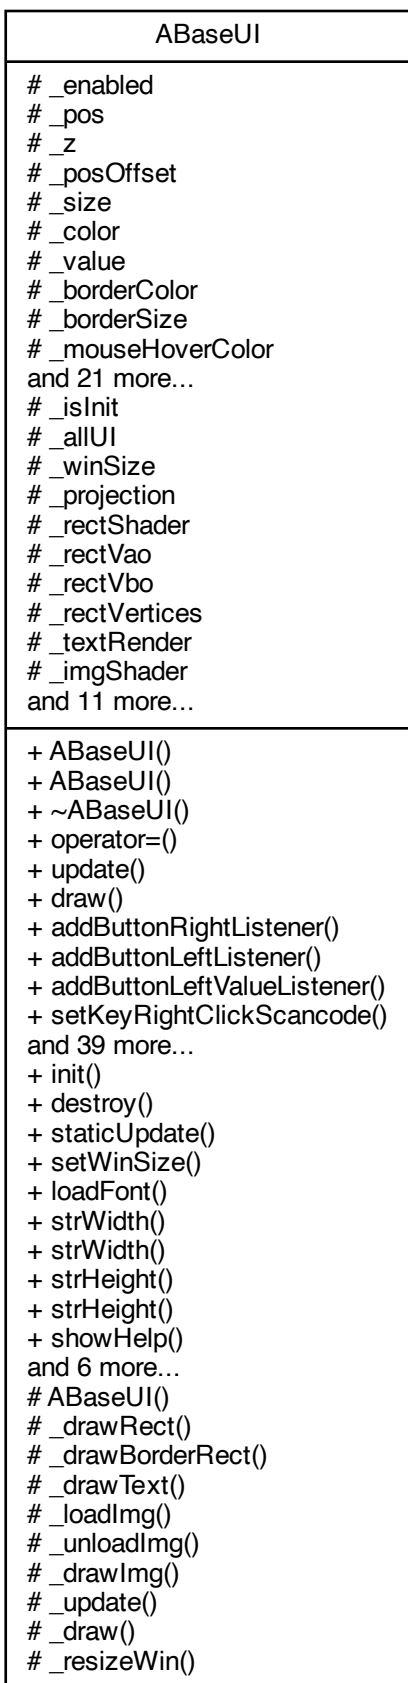 ABaseUI
# _enabled
# _pos
# _z
# _posOffset
# _size
# _color
# _value
# _borderColor
# _borderSize
# _mouseHoverColor
and 21 more...
# _isInit
# _allUI
# _winSize
# _projection
# _rectShader
# _rectVao
# _rectVbo
# _rectVertices
# _textRender
# _imgShader
and 11 more...
+ ABaseUI()
+ ABaseUI()
+ ~ABaseUI()
+ operator=()
+ update()
+ draw()
+ addButtonRightListener()
+ addButtonLeftListener()
+ addButtonLeftValueListener()
+ setKeyRightClickScancode()
and 39 more...
+ init()
+ destroy()
+ staticUpdate()
+ setWinSize()
+ loadFont()
+ strWidth()
+ strWidth()
+ strHeight()
+ strHeight()
+ showHelp()
and 6 more...
# ABaseUI()
# _drawRect()
# _drawBorderRect()
# _drawText()
# _loadImg()
# _unloadImg()
# _drawImg()
# _update()
# _draw()
# _resizeWin()